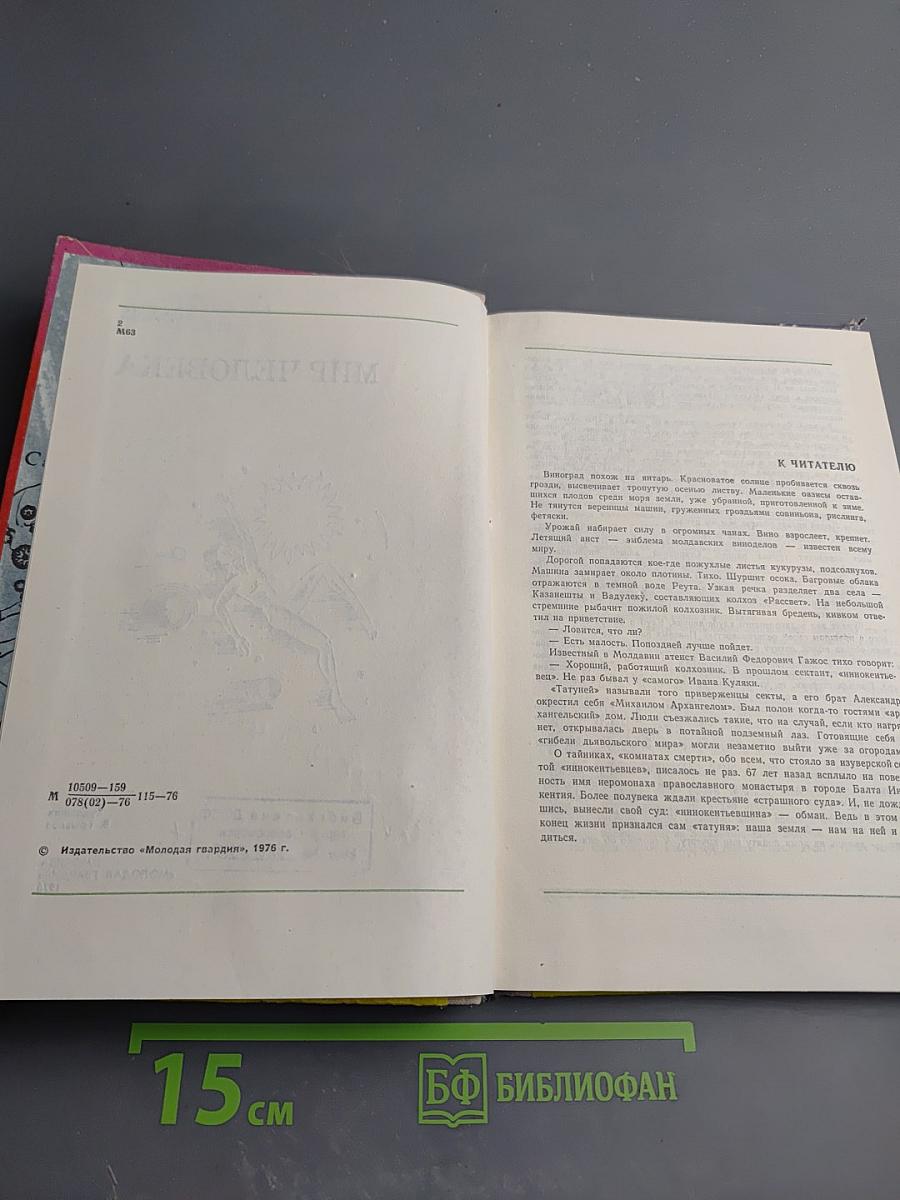 2
М63
МИР ЧЕЛОВЕКА
М 10509—159
078(02)—76 115—76
© Издательство «Молодая гвардия», 1976 г.
К ЧИТАТЕЛЮ
Виноград похож на янтарь. Красноватое солнце пробивается сквозь
грозди, высвечивает тронутую осенью листву. Маленькие оазисы остав-
шихся плодов среди моря земли, уже убранной, приготовленной к зиме.
Не тянутся вереницы машин, груженных гроздьями совиньона, рислинга,
фетяски.
Урожай набирает силу в огромных чанах. Вино взрослеет, крепнет.
Летящий аист — эмблема молдавских виноделов — известен всему
миру.
Дорогой попадаются кое-где пожухлые листья кукурузы, подсолнухов.
Машина замирает около плотины. Тихо. Шуршит осока. Багровые облака
отражаются в темной воде Реута. Узкая речка разделяет два села —
Казанешты и Вадулекӯ, составляющих колхоз «Рассвет». На небольшой
стремнине рыбачит пожилой колхозник. Вытягивая бредень, кивком отве-
тил на приветствие.
— Ловится, что ли?
— Есть малость. Попоздней лучше пойдет.
Известный в Молдавии атеист Василий Федорович Гажос тихо говорит:
— Хороший, работящий колхозник. В прошлом сектант, «иннокентье-
вец». Не раз бывал у «самого» Ивана Куляки.
«Татуней» называли того приверженцы секты, а его брат Александр
окрестил себя «Михаилом Архангелом». Был полон когда-то гостями «ар
хангельский» дом. Люди съезжались такие, что на случай, если кто нагря
нет, открывалась дверь в потайной подземный лаз. Готовящие себя
«гибели дьявольского мира» могли незаметно выйти уже за огородам
О тайниках, «комнатах смерти», обо всем, что стояло за изуверской се
той «иннокентьевцев», писалось не раз. 67 лет назад всплыло на пове
ность имя иеромонаха православного монастыря в городе Балта Ин
кентия. Более полувека ждали крестьяне «страшного суда». И, не дож
шись, вынесли свой суд: «иннокентьевщина» — обман. Ведь в этом
конец жизни признался сам «татуня»: наша земля — нам на ней и
диться.
15 см
БФ БИБЛИОФАН